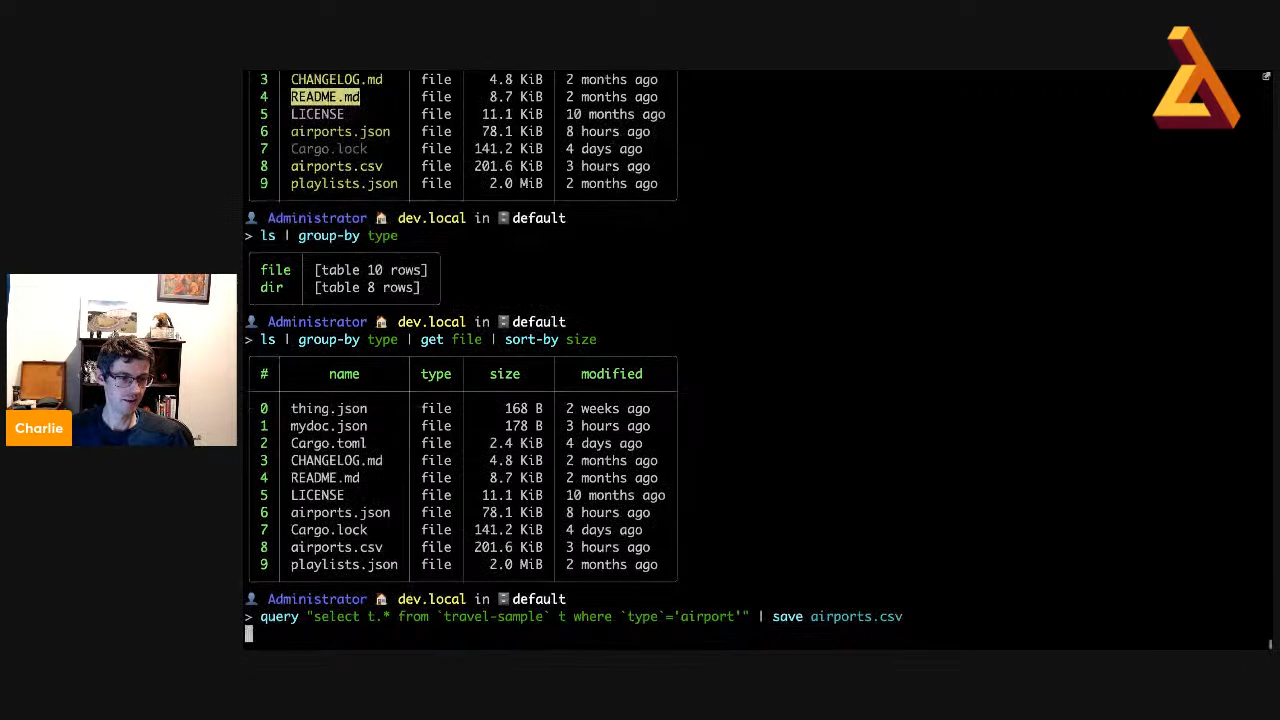 3 CHANGELOG.md file 4.8 KiB 2 months ago
4 README.md file 8.7 KiB 2 months ago
5 LICENSE file 11.1 KiB 10 months ago
6 airports.json file 78.1 KiB 8 hours ago
7 Cargo.lock file 141.2 KiB 4 days ago
8 airports.csv file 201.6 KiB 3 hours ago
9 playlists.json file 2.0 MiB 2 months ago
Administrator dev.local in default
> ls | group-by type
file [table 10 rows]
dir [table 8 rows]
Administrator dev.local in default
> ls | group-by type | get file | sort-by size
# name type size modified
0 thing.json file 168 B 2 weeks ago
1 mydoc.json file 178 B 3 hours ago
2 Cargo.toml file 2.4 KiB 4 days ago
3 CHANGELOG.md file 4.8 KiB 2 months ago
4 README.md file 8.7 KiB 2 months ago
5 LICENSE file 11.1 KiB 10 months ago
6 airports.json file 78.1 KiB 8 hours ago
7 Cargo.lock file 141.2 KiB 4 days ago
8 airports.csv file 201.6 KiB 3 hours ago
9 playlists.json file 2.0 MiB 2 months ago
Administrator dev.local in default
> query "select t.* from `travel-sample` t where `type`='airport'" | save airports.csv
Charlie